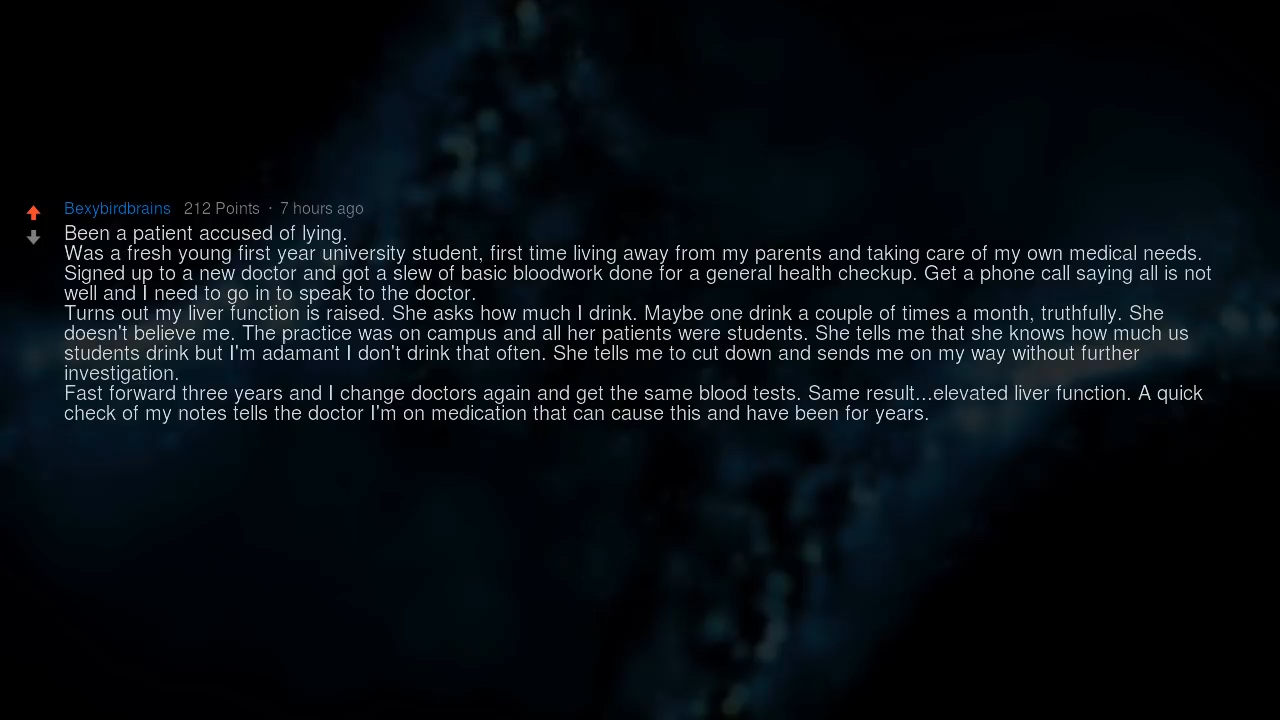 Bexybirdbrains 212 Points · 7 hours ago
Been a patient accused of lying.
Was a fresh young first year university student, first time living away from my parents and taking care of my own medical needs.
Signed up to a new doctor and got a slew of basic bloodwork done for a general health checkup. Get a phone call saying all is not
well and I need to go in to speak to the doctor.
Turns out my liver function is raised. She asks how much I drink. Maybe one drink a couple of times a month, truthfully. She
doesn't believe me. The practice was on campus and all her patients were students. She tells me that she knows how much us
students drink but I'm adamant I don't drink that often. She tells me to cut down and sends me on my way without further
investigation.
Fast forward three years and I change doctors again and get the same blood tests. Same result...elevated liver function. A quick
check of my notes tells the doctor I'm on medication that can cause this and have been for years.